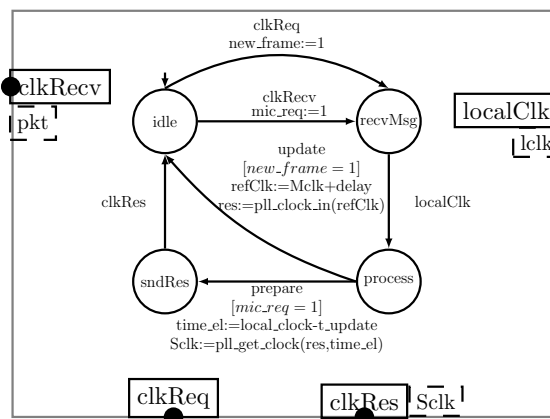 clkReq
new_frame:=1
clkRecv
pkt
clkRecv
mic_req:=1
idle
recvMsg
localClk
lclk
update
[new_frame = 1]
refClk:=Mclk+delay
res:=pll_clock_in(refClk)
clkRes
localClk
sndRes
process
prepare
[mic_req = 1]
time_el:=local_clock-t_update
Sclk:=pll_get_clock(res,time_el)
clkReq
clkRes
Sclk